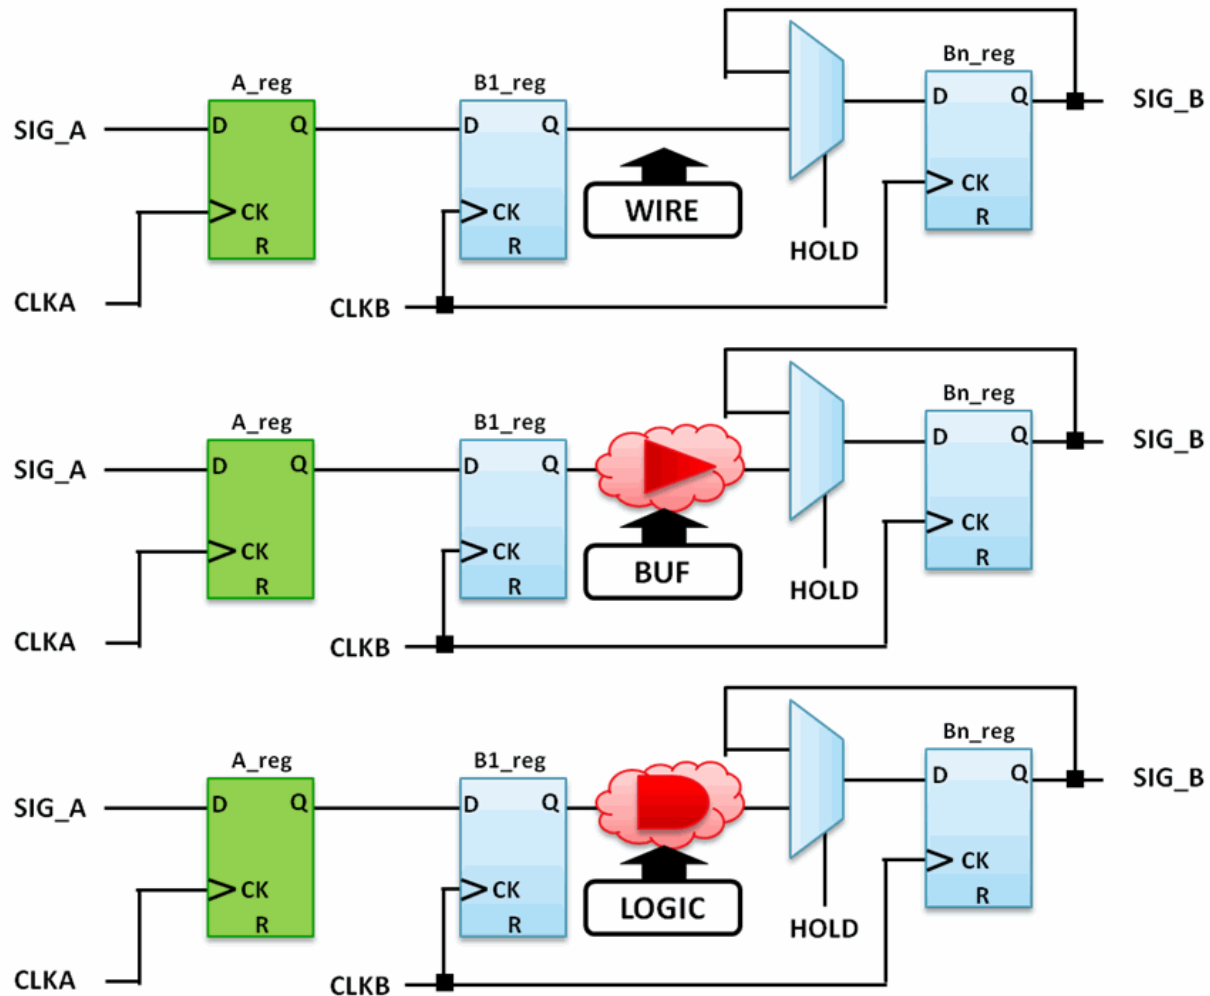 A_reg B1_reg Bn_reg
SIG_A D Q D Q D Q SIG_B
WIRE
CK CK CK
R R R
HOLD
CLKA CLKB
A_reg B1_reg Bn_reg
SIG_A D Q D Q D Q SIG_B
BUF
CK CK CK
R R R
HOLD
CLKA CLKB
A_reg B1_reg Bn_reg
SIG_A D Q D Q D Q SIG_B
LOGIC
CK CK CK
R R R
HOLD
CLKA CLKB